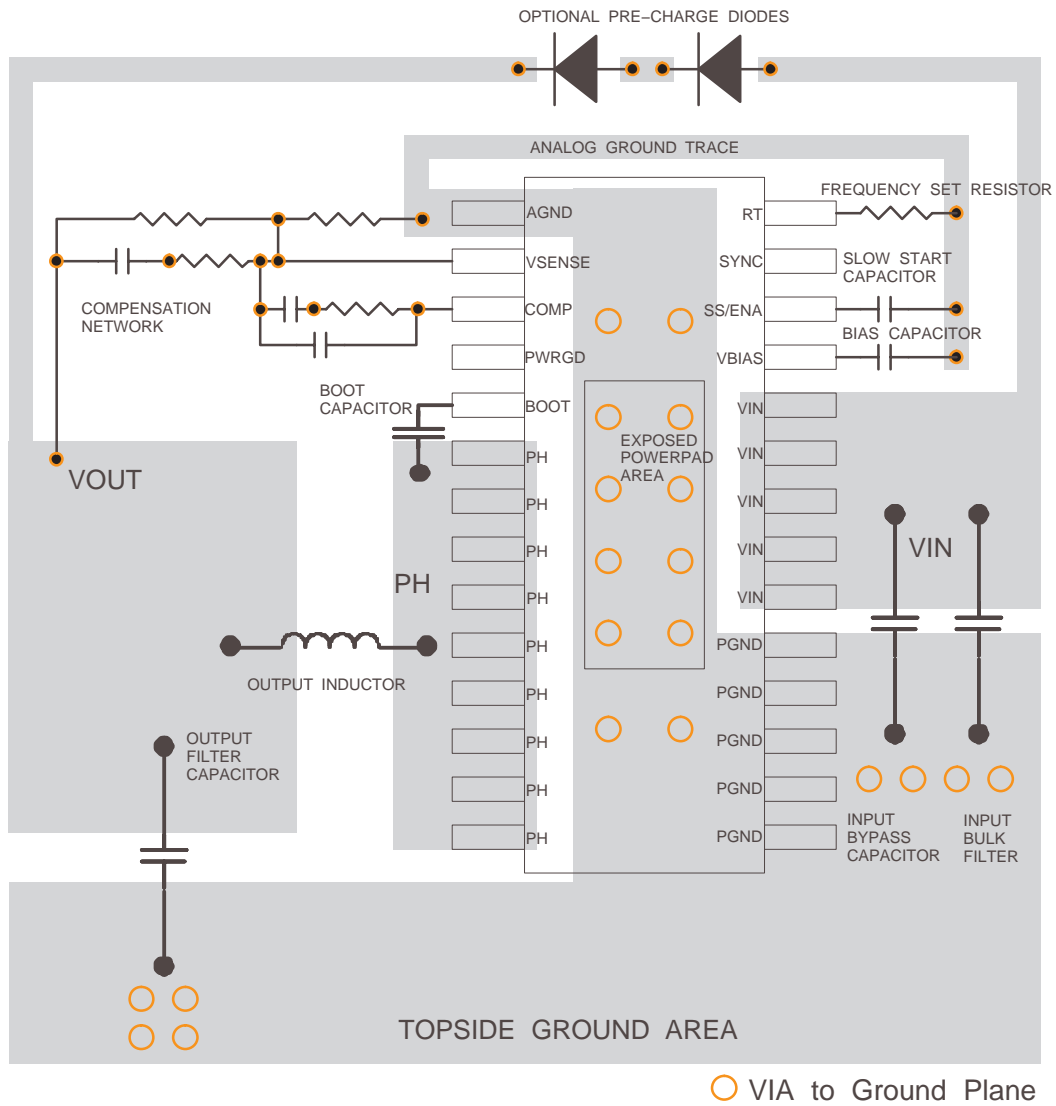 OPTIONAL PRE-CHARGE DIODES
ANALOG GROUND TRACE
FREQUENCY SET RESISTOR
AGND
RT
VSENSE
SYNC
SLOW START
CAPACITOR
COMPENSATION
NETWORK
COMP
SS/ENA
BIAS CAPACITOR
PWRGD
VBIAS
BOOT
CAPACITOR
BOOT
VIN
EXPOSED
POWERPAD
AREA
PH
VIN
VOUT
PH
VIN
PH
VIN
VIN
PH
PH
VIN
PH
PGND
OUTPUT INDUCTOR
PH
PGND
OUTPUT
FILTER
CAPACITOR
PH
PGND
PH
PGND
PH
PGND
INPUT
BYPASS
CAPACITOR
INPUT
BULK
FILTER
TOPSIDE GROUND AREA
VIA to Ground Plane